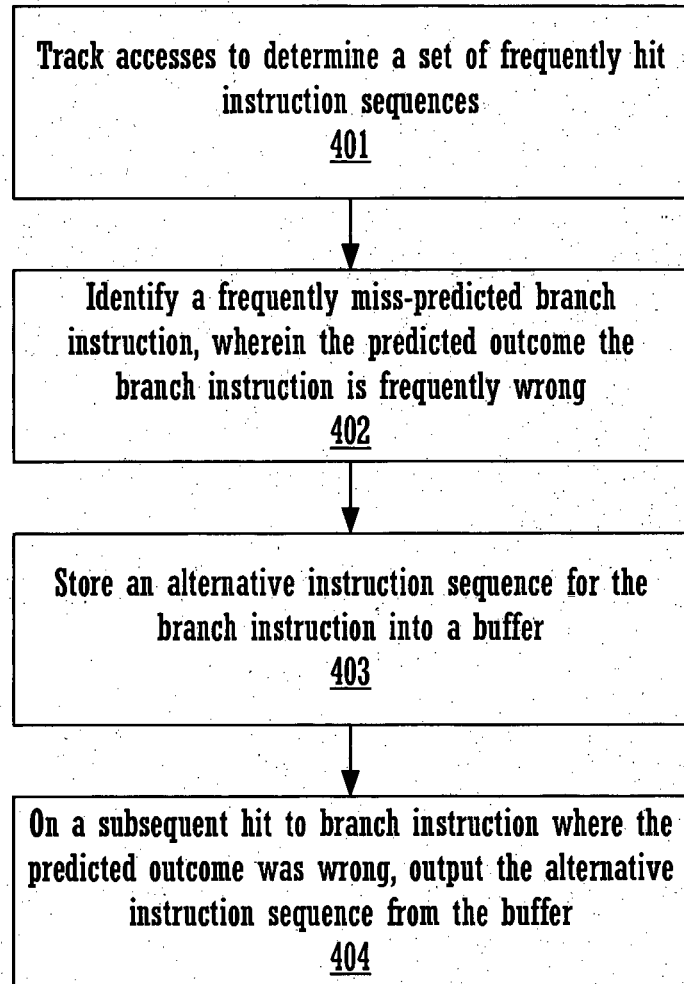 Track accesses to determine a set of frequently hit
instruction sequences
401
Identify a frequently miss-predicted branch
instruction, wherein the predicted outcome the
branch instruction is frequently wrong
402
Store an alternative instruction sequence for the
branch instruction into a buffer
403
On a subsequent hit to branch instruction where the
predicted outcome was wrong, output the alternative
instruction sequence from the buffer
404